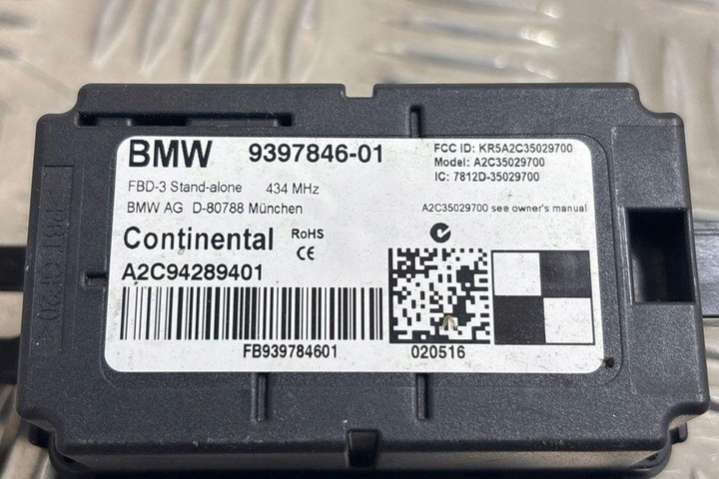 BMW 9397846-01
FBD-3 Stand-alone 434 MHz
BMW AG D-80788 München
FCC ID: KR5A2C35029700
Model: A2C35029700
IC: 7812D-35029700
A2C35029700 see owner's manual
Continental RoHS
CE
A2C94289401
FB939784601
020516